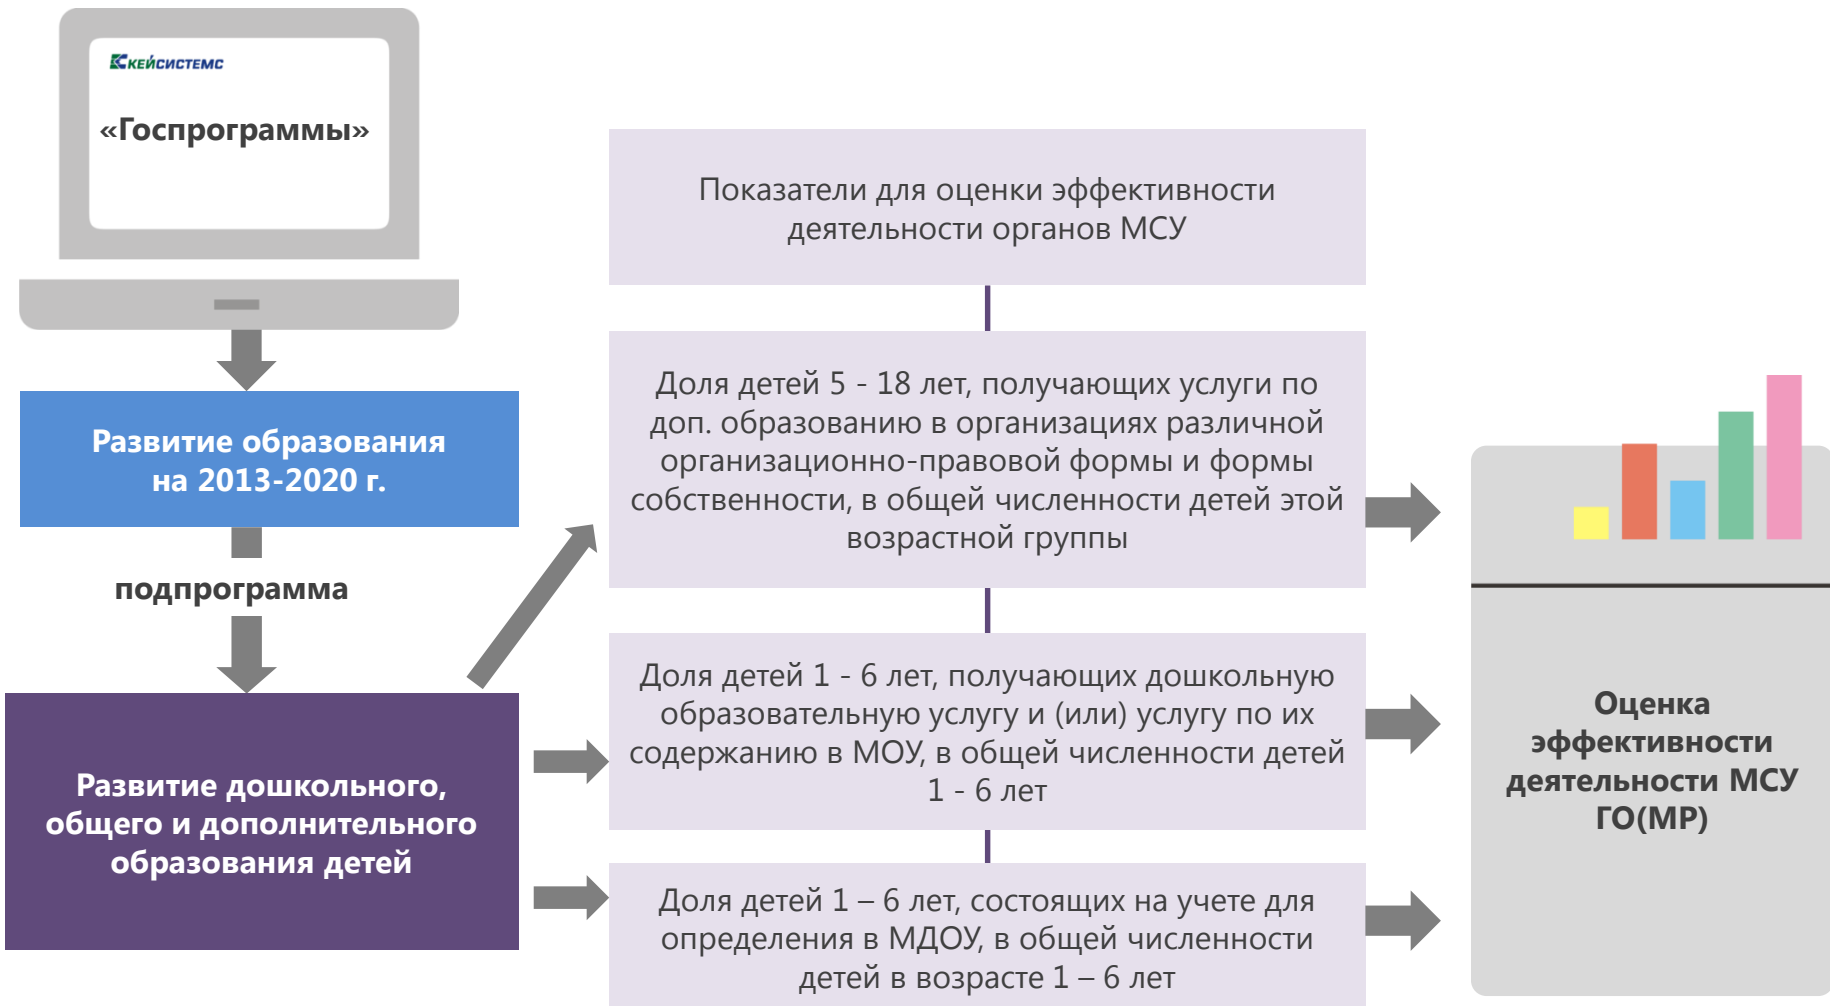 КЕЙСИСТЕМС
«Госпрограммы»
Развитие образования
на 2013-2020 г.
подпрограмма
Развитие дошкольного,
общего и дополнительного
образования детей
Показатели для оценки эффективности
деятельности органов МСУ
Доля детей 5 - 18 лет, получающих услуги по
доп. образованию в организациях различной
организационно-правовой формы и формы
собственности, в общей численности детей этой
возрастной группы
Доля детей 1 - 6 лет, получающих дошкольную
образовательную услугу и (или) услугу по их
содержанию в МОУ, в общей численности детей
1 - 6 лет
Доля детей 1 – 6 лет, состоящих на учете для
определения в МДОУ, в общей численности
детей в возрасте 1 – 6 лет
Оценка
эффективности
деятельности МСУ
ГО(МР)